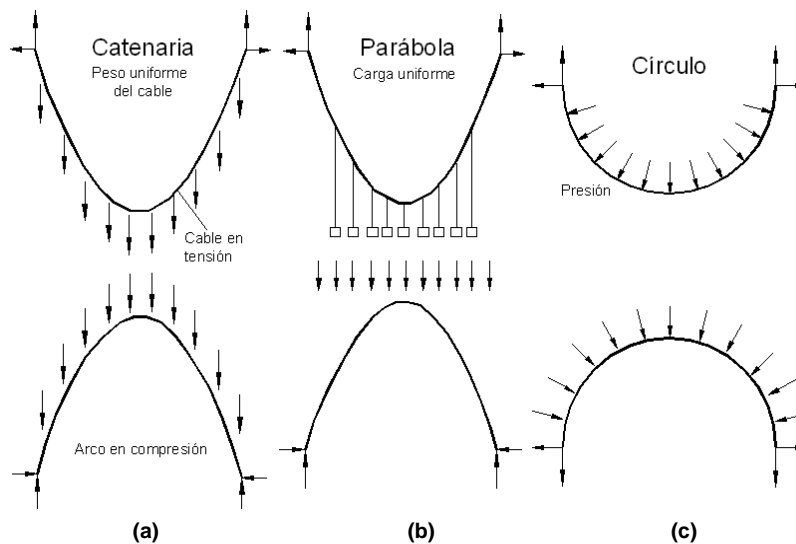 Catenaria
Peso uniforme
del cable
Cable en
tensión
Arco en compresión
(a)
Parábola
Carga uniforme
(b)
Círculo
Presión
(c)